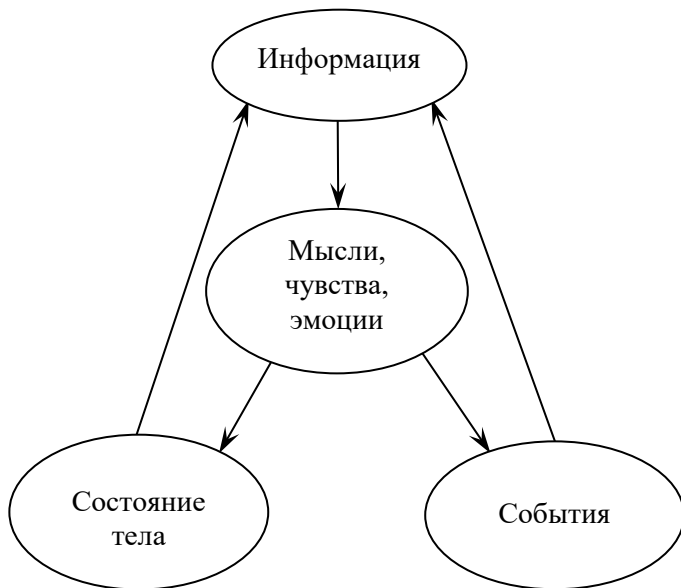 Информация
Мысли,
чувства,
эмоции
Состояние
тела
События